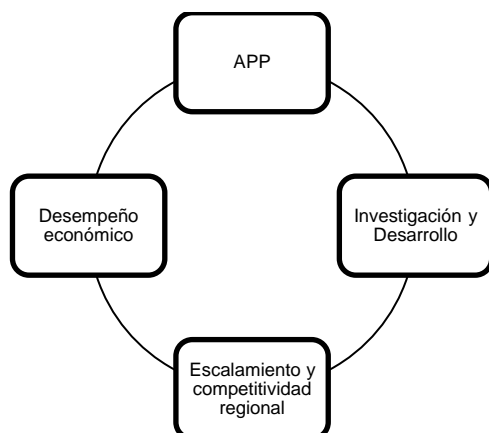 APP
Desempeño
económico
Investigación y
Desarrollo
Escalamiento y
competitividad
regional